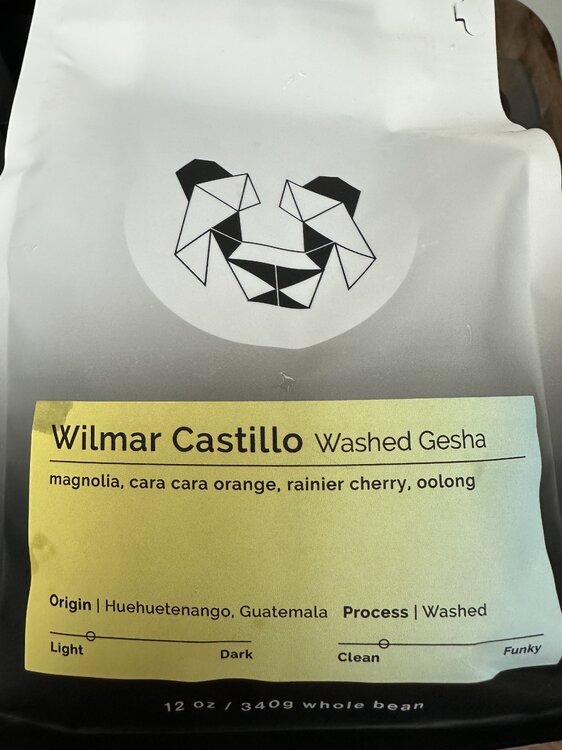 Wilmar Castillo Washed Gesha
magnolia, cara cara orange, rainier cherry, oolong
Origin | Huehuetenango, Guatemala Process | Washed
Light Dark Clean Funky
12 oz / 340g whole bean